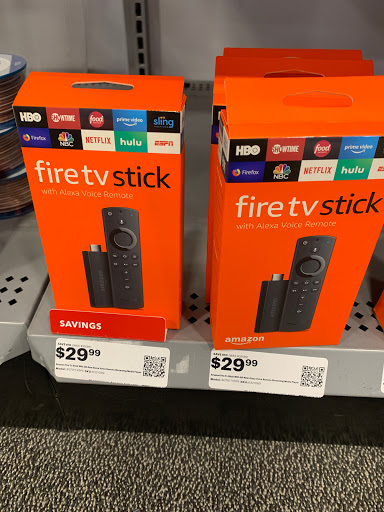 HBO SHOWTIME food prime video sling
Firefox NBC NETFLIX hulu ESPN
fire tv stick
with Alexa Voice Remote
amazon
SAVINGS
$29.99
HBO SHOWTIME food prime video
Firefox NBC NETFLIX hulu
fire tv stick
with Alexa Voice Remote
amazon
$29.99